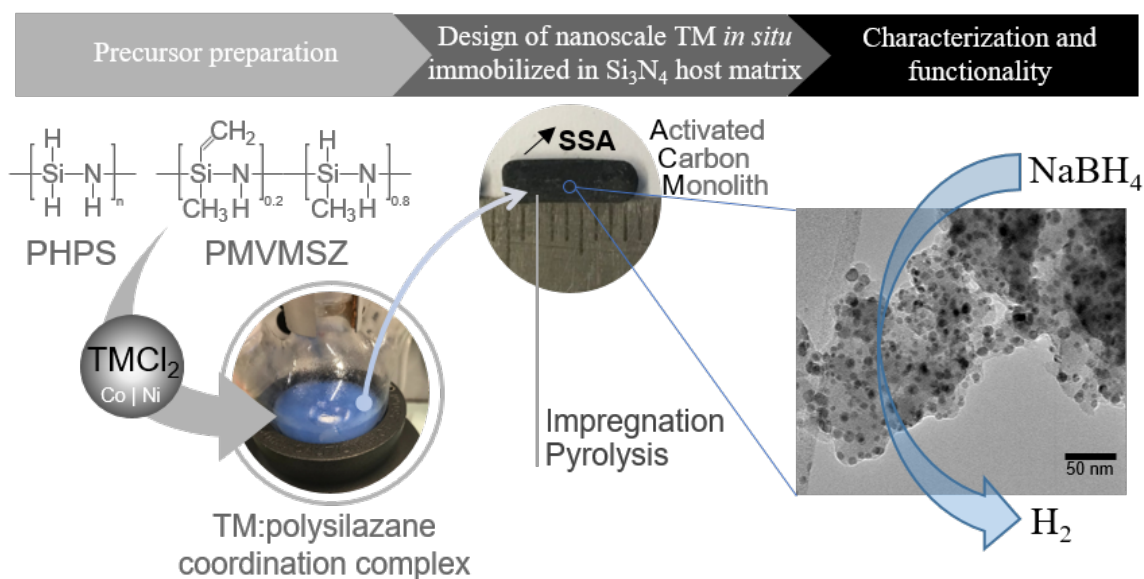 Precursor preparation
Design of nanoscale TM in situ
immobilized in Si₃N₄ host matrix
Characterization and
functionality
H
[Si—N]n
H H
CH₂
[Si—N]0.2
CH₃ H
H
[Si—N]0.8
CH₃ H
PHPS
PMVMSZ
TMCl₂
Co | Ni
TM:polysilazane
coordination complex
SSA
Activated
Carbon
Monolith
Impregnation
Pyrolysis
NaBH₄
50 nm
H₂